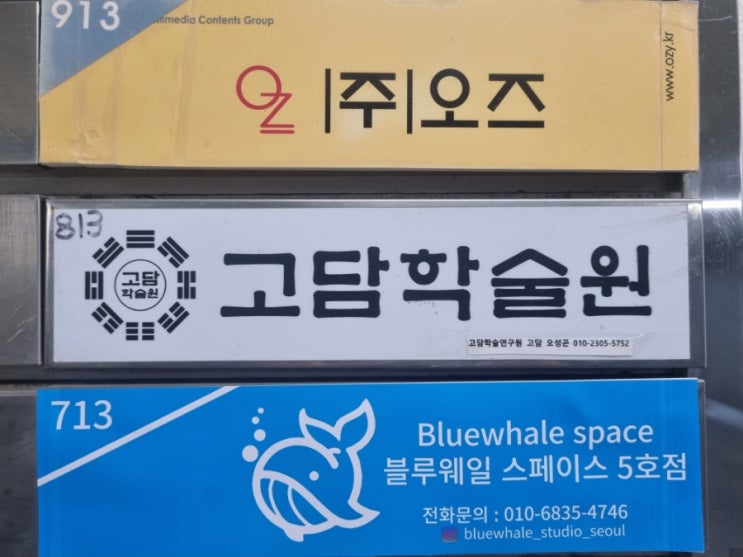 913
imedia Contents Group
OZ |주|오즈
www.ozy.kr
813
고담
학술원
고담학술원
고담학술연구원 고담 오성곤 010-2305-5752
713
Bluewhale space
블루웨일 스페이스 5호점
전화문의 : 010-6835-4746
bluewhale_studio_seoul